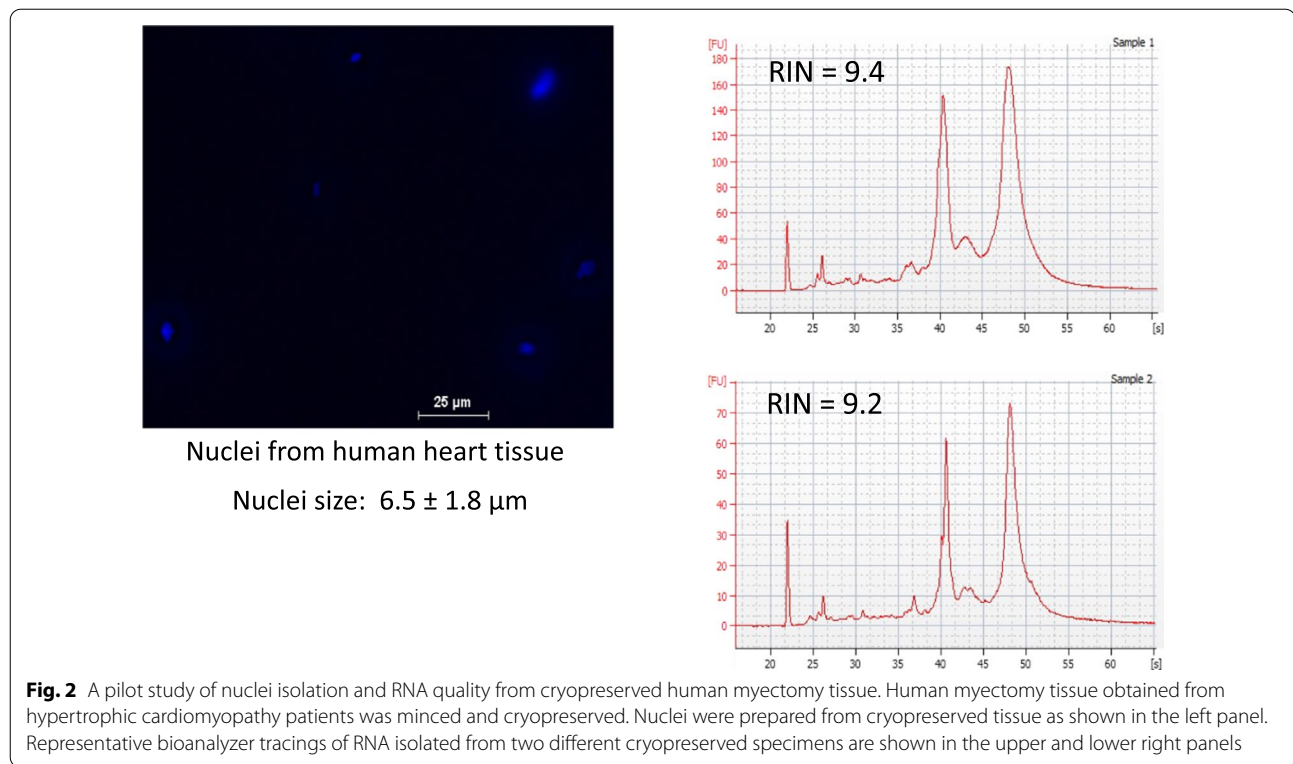 25 μm
Nuclei from human heart tissue
Nuclei size: 6.5 ± 1.8 μm
[FU]
Sample 1
RIN = 9.4
180
160
140
120
100
80
60
40
20
0
20 25 30 35 40 45 50 55 60 [s]
[FU]
Sample 2
RIN = 9.2
70
60
50
40
30
20
10
0
20 25 30 35 40 45 50 55 60 [s]
Fig. 2 A pilot study of nuclei isolation and RNA quality from cryopreserved human myectomy tissue. Human myectomy tissue obtained from
hypertrophic cardiomyopathy patients was minced and cryopreserved. Nuclei were prepared from cryopreserved tissue as shown in the left panel.
Representative bioanalyzer tracings of RNA isolated from two different cryopreserved specimens are shown in the upper and lower right panels